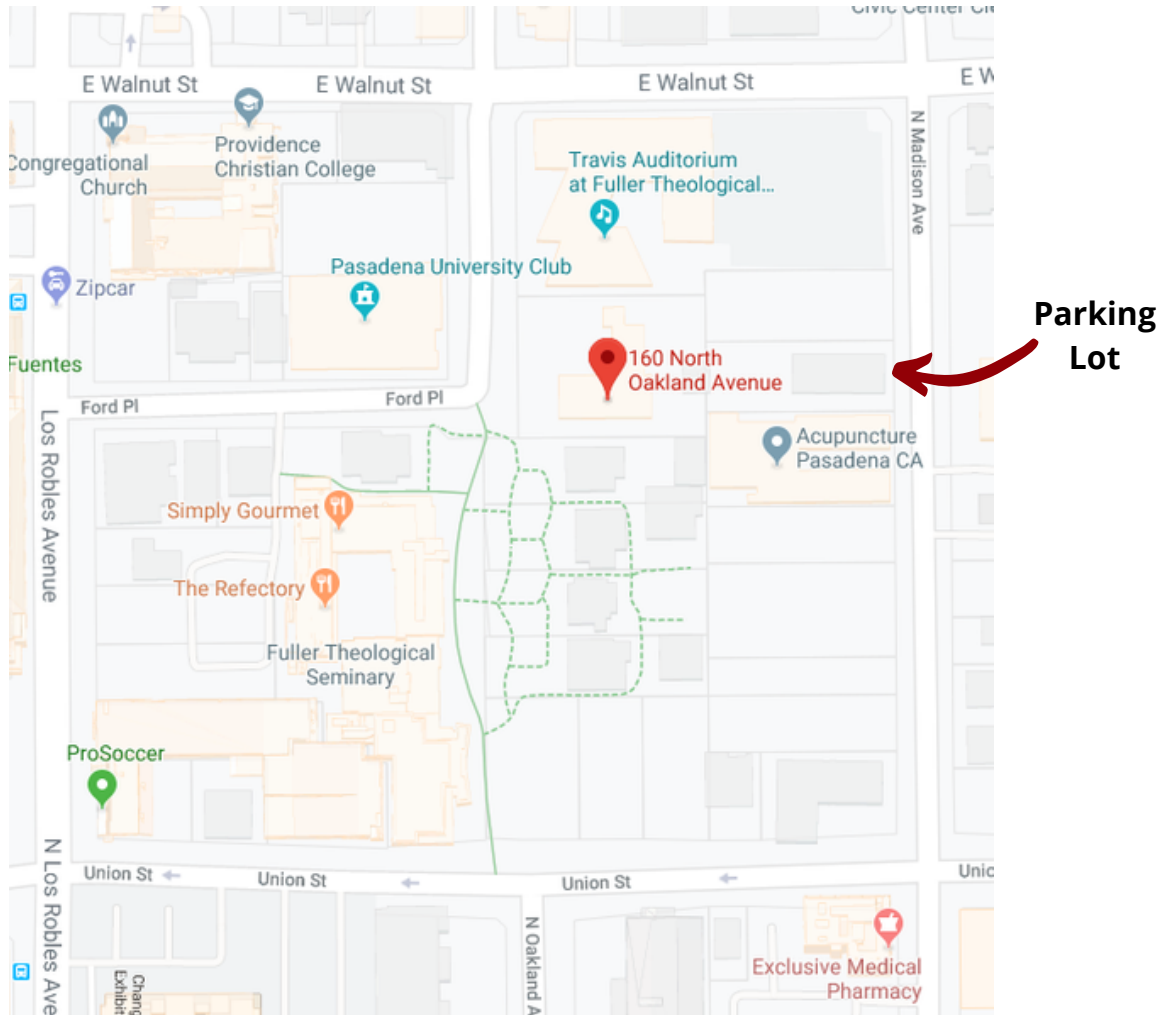 Civic Center Cle
E Walnut St
E Walnut St
E Walnut St
E W
Congregational
Church
Providence
Christian College
Travis Auditorium
at Fuller Theological...
N Madison Ave
Zipcar
Pasadena University Club
Parking
Lot
Fuentes
160 North
Oakland Avenue
Ford Pl
Ford Pl
Los Robles Avenue
Acupuncture
Pasadena CA
Simply Gourmet
The Refectory
Fuller Theological
Seminary
ProSoccer
N Los Robles Ave
Union St
Union St
Union St
Unio
N Oakland A
Chang
Exhibit
Exclusive Medical
Pharmacy